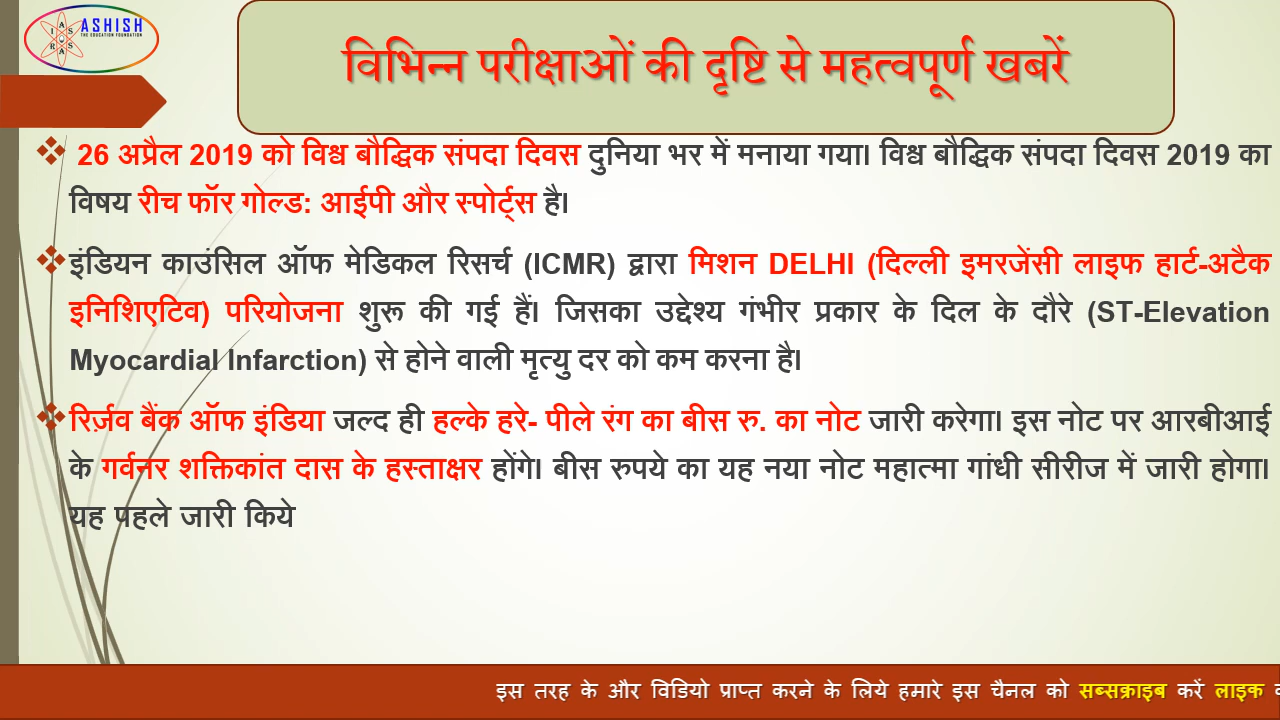 ASHISH
THE EDUCATION FOUNDATION
IAS
RAS
विभिन्न परीक्षाओं की दृष्टि से महत्वपूर्ण खबरें
❖ 26 अप्रैल 2019 को विश्व बौद्धिक संपदा दिवस दुनिया भर में मनाया गया। विश्व बौद्धिक संपदा दिवस 2019 का
विषय रीच फॉर गोल्ड: आईपी और स्पोर्ट्स है।
❖ इंडियन काउंसिल ऑफ मेडिकल रिसर्च (ICMR) द्वारा मिशन DELHI (दिल्ली इमरजेंसी लाइफ हार्ट-अटैक
इनिशिएटिव) परियोजना शुरू की गई हैं। जिसका उद्देश्य गंभीर प्रकार के दिल के दौरे (ST-Elevation
Myocardial Infarction) से होने वाली मृत्यु दर को कम करना है।
❖ रिर्ज़व बैंक ऑफ इंडिया जल्द ही हल्के हरे- पीले रंग का बीस रु. का नोट जारी करेगा। इस नोट पर आरबीआई
के गर्वनर शक्तिकांत दास के हस्ताक्षर होंगे। बीस रुपये का यह नया नोट महात्मा गांधी सीरीज में जारी होगा।
यह पहले जारी किये
इस तरह के और विडियो प्राप्त करने के लिये हमारे इस चैनल को सब्सक्राइब करें लाइक